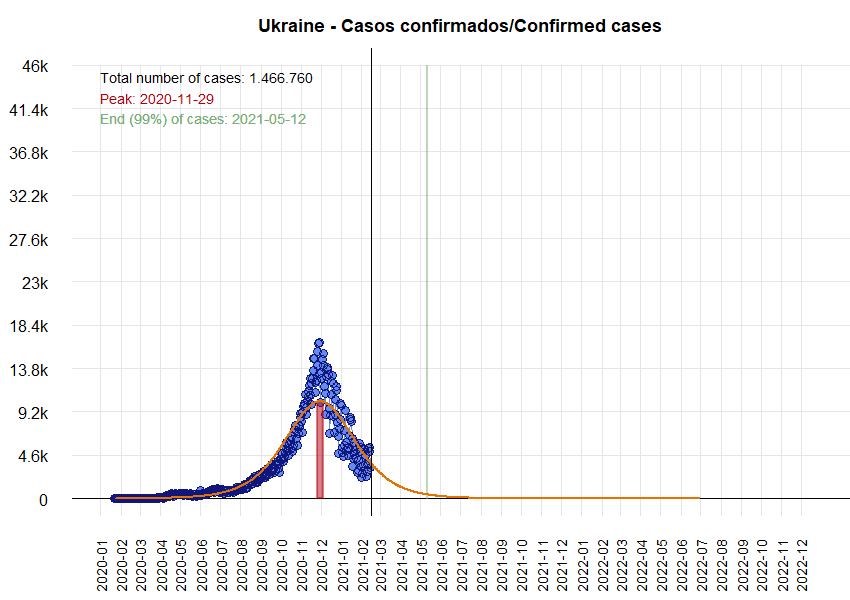 Ukraine - Casos confirmados/Confirmed cases
46k
Total number of cases: 1.466.760
Peak: 2020-11-29
End (99%) of cases: 2021-05-12
41.4k
36.8k
32.2k
27.6k
23k
18.4k
13.8k
9.2k
4.6k
0
2020-01
2020-02
2020-03
2020-04
2020-05
2020-06
2020-07
2020-08
2020-09
2020-10
2020-11
2020-12
2021-01
2021-02
2021-03
2021-04
2021-05
2021-06
2021-07
2021-08
2021-09
2021-10
2021-11
2021-12
2022-01
2022-02
2022-03
2022-04
2022-05
2022-06
2022-07
2022-08
2022-09
2022-10
2022-11
2022-12